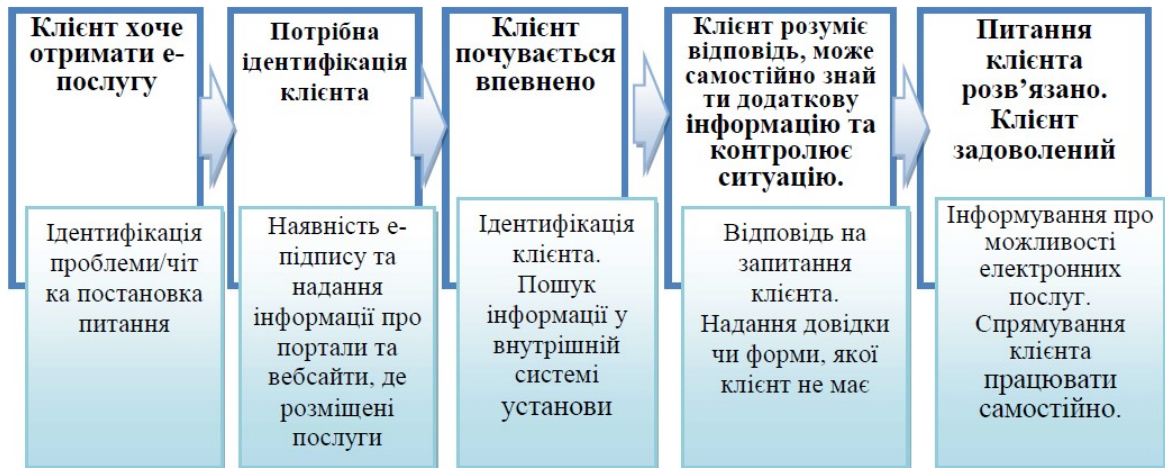 Клієнт хоче
отримати е-
послугу
Ідентифікація
проблеми/чіт
ка постановка
питання
Потрібна
ідентифікація
клієнта
Наявність е-
підпису та
надання
інформації про
портали та
вебсайти, де
розміщені
послуги
Клієнт
почувається
впевнено
Ідентифікація
клієнта.
Пошук
інформації у
внутрішній
системі
установи
Клієнт розуміє
відповідь, може
самостійно знай
ти додаткову
інформацію та
контролює
ситуацію.
Відповідь на
запитання
клієнта.
Надання довідки
чи форми, якої
клієнт не має
Питання
клієнта
розв’язано.
Клієнт
задоволений
Інформування про
можливості
електронних
послуг.
Спрямування
клієнта
працювати
самостійно.